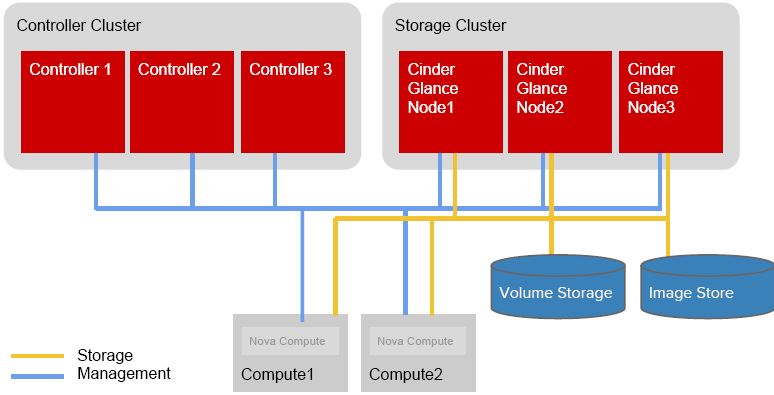 Controller Cluster
Storage Cluster
Controller 1
Controller 2
Controller 3
Cinder
Glance
Node1
Cinder
Glance
Node2
Cinder
Glance
Node3
Volume Storage
Image Store
Nova Compute
Compute1
Nova Compute
Compute2
Storage
Management